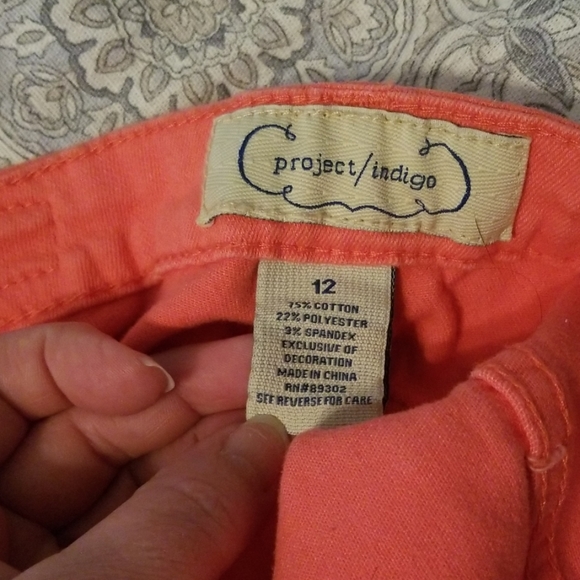 project/indigo
12
75% COTTON
22% POLYESTER
3% SPANDEX
EXCLUSIVE OF
DECORATION
MADE IN CHINA
RN#89302
SEE REVERSE FOR CARE